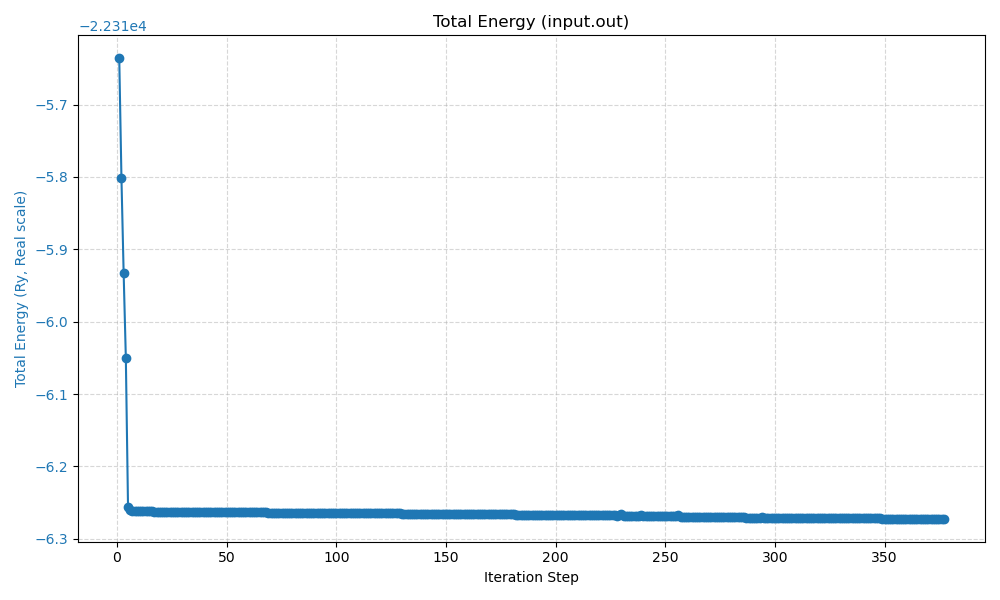 Total Energy (input.out)
−2.231e4
−5.7
−5.8
−5.9
−6.0
−6.1
−6.2
−6.3
Total Energy (Ry, Real scale)
0 50 100 150 200 250 300 350
Iteration Step